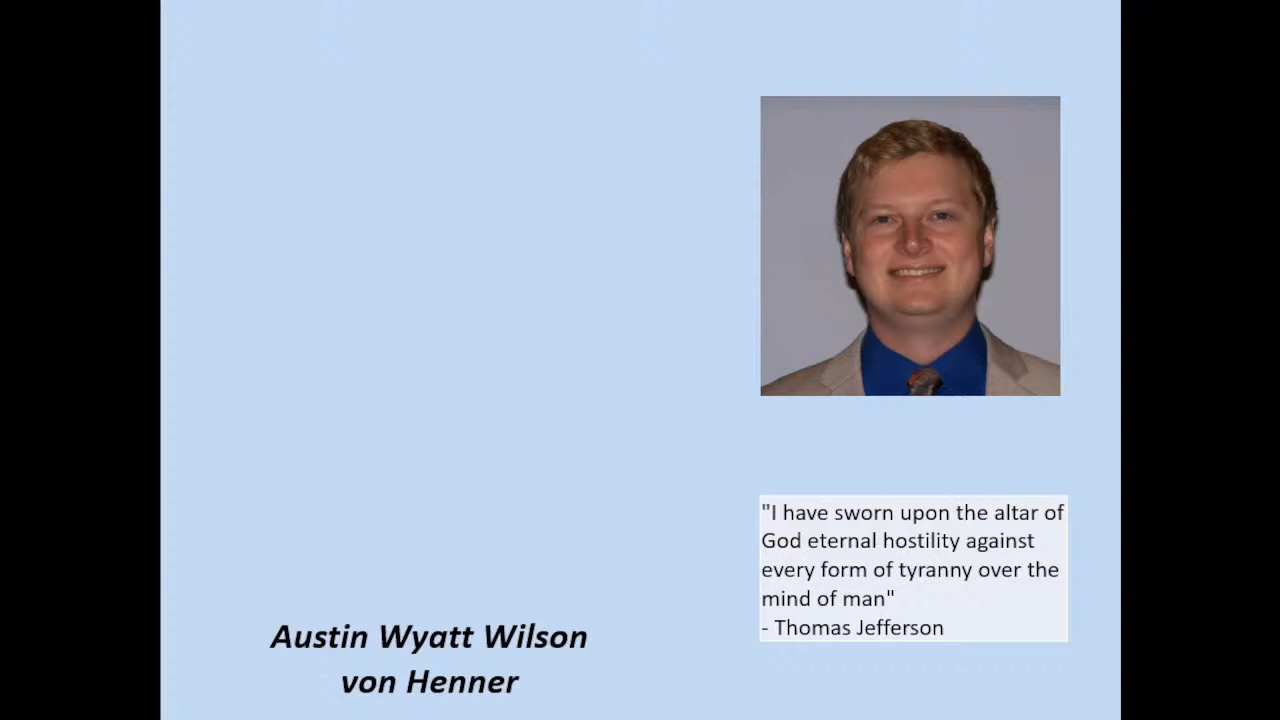 "I have sworn upon the altar of
God eternal hostility against
every form of tyranny over the
mind of man"
- Thomas Jefferson
Austin Wyatt Wilson
von Henner